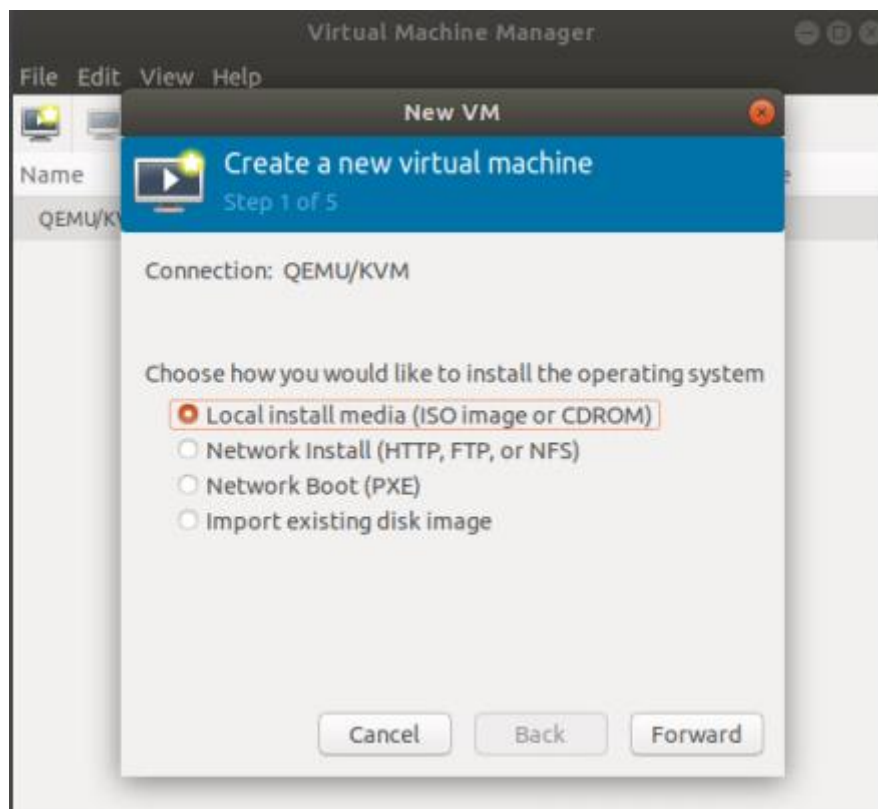 Virtual Machine Manager
File Edit View Help
New VM
Create a new virtual machine
Step 1 of 5
Name
QEMU/KV
Connection: QEMU/KVM
Choose how you would like to install the operating system
Local install media (ISO image or CDROM)
Network Install (HTTP, FTP, or NFS)
Network Boot (PXE)
Import existing disk image
Cancel Back Forward